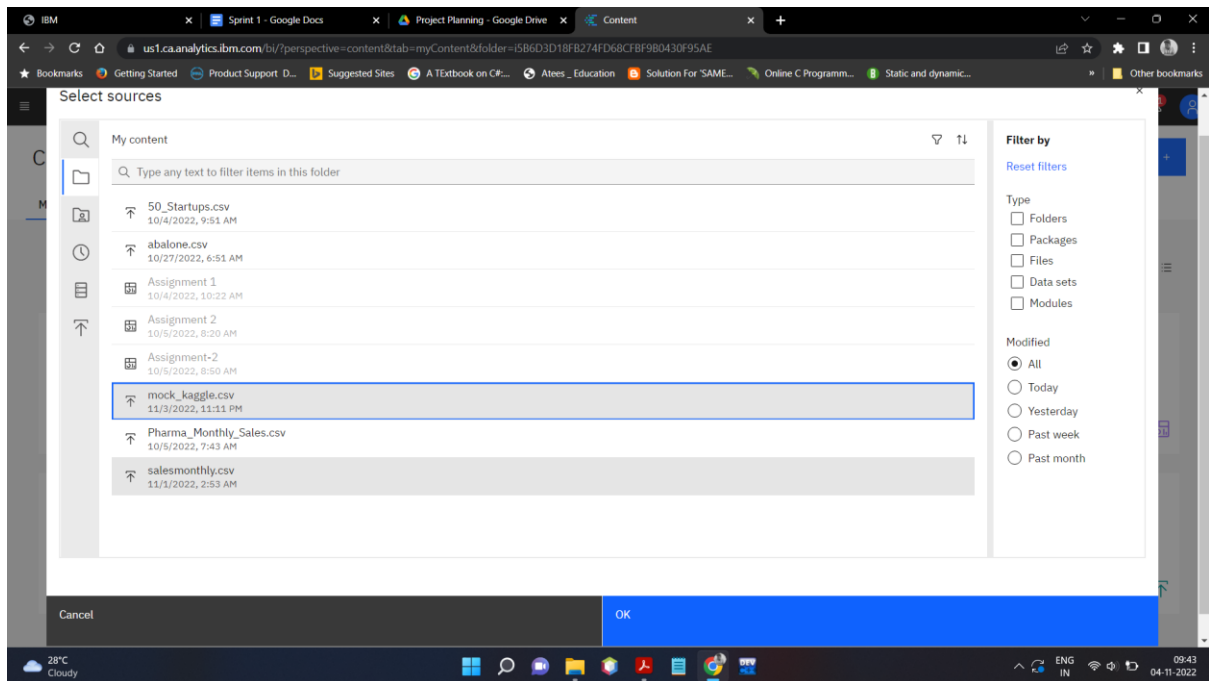 IBM
Sprint 1 - Google Docs
Project Planning - Google Drive
Content
us1.ca.analytics.ibm.com/bi/?perspective=content&tab=myContent&folder=i5B6D3D18FB274FD68CFBF9B0430F95AE
Bookmarks
Getting Started
Product Support D...
Suggested Sites
A TExtbook on C#:...
Atees _ Education
Solution For 'SAME...
Online C Programm...
Static and dynamic...
»
Other bookmarks
Select sources
My content
Type any text to filter items in this folder
50_Startups.csv
10/4/2022, 9:51 AM
abalone.csv
10/27/2022, 6:51 AM
Assignment 1
10/4/2022, 10:22 AM
Assignment 2
10/5/2022, 8:20 AM
Assignment-2
10/5/2022, 8:50 AM
mock_kaggle.csv
11/3/2022, 11:11 PM
Pharma_Monthly_Sales.csv
10/5/2022, 7:43 AM
salesmonthly.csv
11/1/2022, 2:53 AM
Filter by
Reset filters
Type
Folders
Packages
Files
Data sets
Modules
Modified
All
Today
Yesterday
Past week
Past month
Cancel
OK
28°C
Cloudy
DEV
ENG
IN
09:43
04-11-2022